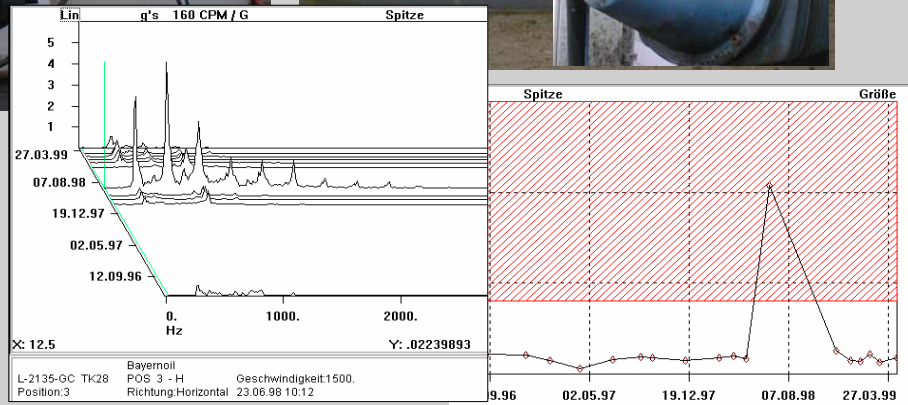 Lin g's 160 CPM / G Spitze
5
4
3
2
1
27.03.99
07.08.98
19.12.97
02.05.97
12.09.96
0. 1000. 2000.
Hz
X: 12.5 Y: .02239893
Bayernoil
L-2135-GC TK28 POS 3 - H Geschwindigkeit:1500.
Position:3 Richtung:Horizontal 23.06.98 10:12
Spitze Größe
9.96 02.05.97 19.12.97 07.08.98 27.03.99